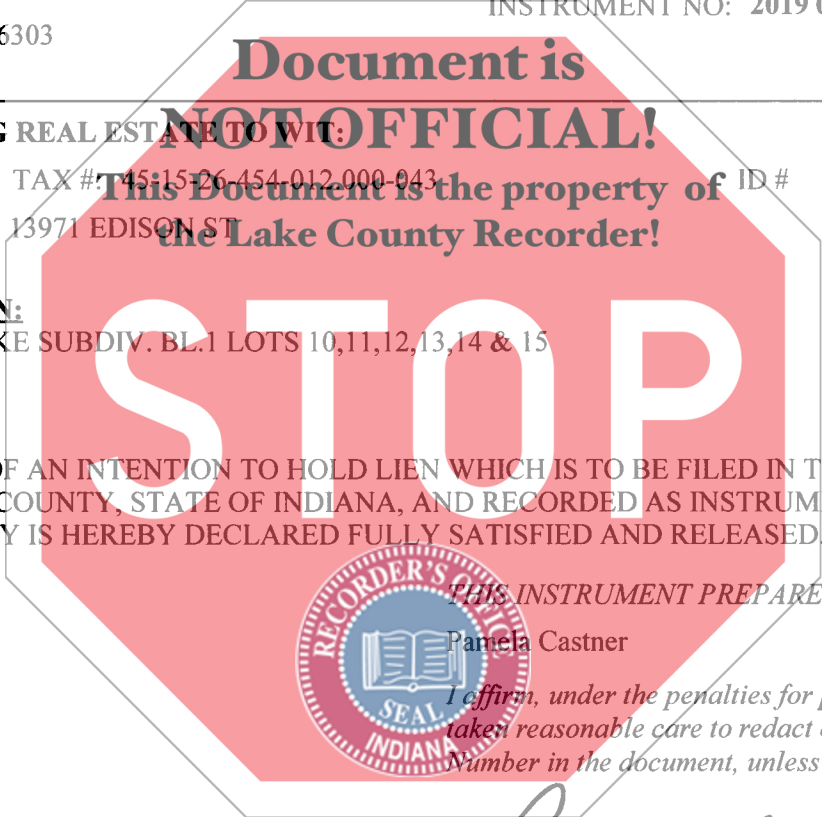 INSTRUMENT NO: 2019 0
6303
Document is
NOT OFFICIAL!
G REAL ESTATE TO WIT:
TAX #: 45-15-26-454-012.000-043 ID #
This Document is the property of
13971 EDISON ST
the Lake County Recorder!
N:
KE SUBDIV. BL.1 LOTS 10,11,12,13,14 & 15
STOP
OF AN INTENTION TO HOLD LIEN WHICH IS TO BE FILED IN T
COUNTY, STATE OF INDIANA, AND RECORDED AS INSTRUM
Y IS HEREBY DECLARED FULLY SATISFIED AND RELEASED.
RECORDER'S OFFICE
SEAL
INDIANA
THIS INSTRUMENT PREPARE
Pamela Castner
I affirm, under the penalties for p
taken reasonable care to redact
Number in the document, unless